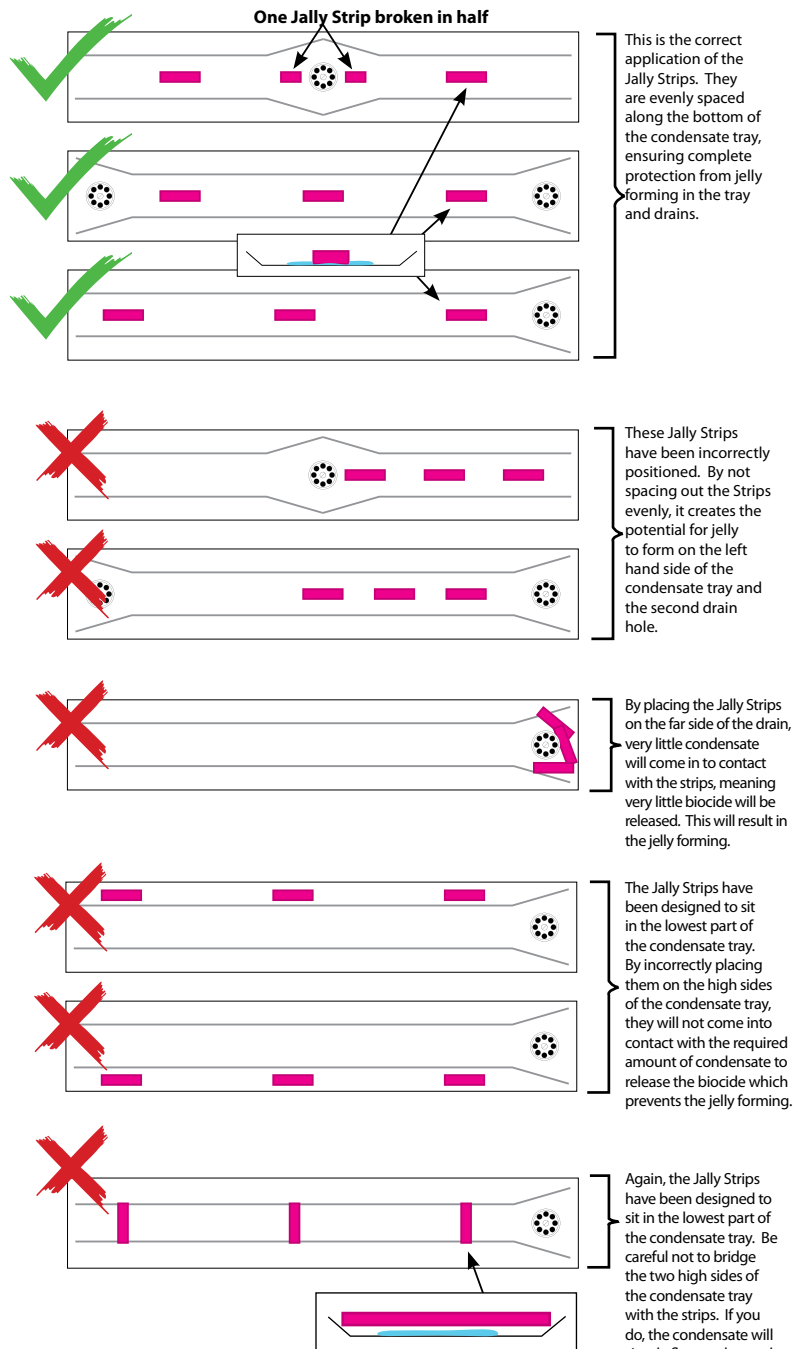 One Jally Strip broken in half
This is the correct
application of the
Jally Strips. They
are evenly spaced
along the bottom of
the condensate tray,
ensuring complete
protection from jelly
forming in the tray
and drains.
These Jally Strips
have been incorrectly
positioned. By not
spacing out the Strips
evenly, it creates the
potential for jelly
to form on the left
hand side of the
condensate tray and
the second drain
hole.
By placing the Jally Strips
on the far side of the drain,
very little condensate
will come in to contact
with the strips, meaning
very little biocide will be
released. This will result in
the jelly forming.
The Jally Strips have
been designed to sit
in the lowest part of
the condensate tray.
By incorrectly placing
them on the high sides
of the condensate tray,
they will not come into
contact with the required
amount of condensate to
release the biocide which
prevents the jelly forming.
Again, the Jally Strips
have been designed to
sit in the lowest part of
the condensate tray. Be
careful not to bridge
the two high sides of
the condensate tray
with the strips. If you
do, the condensate will